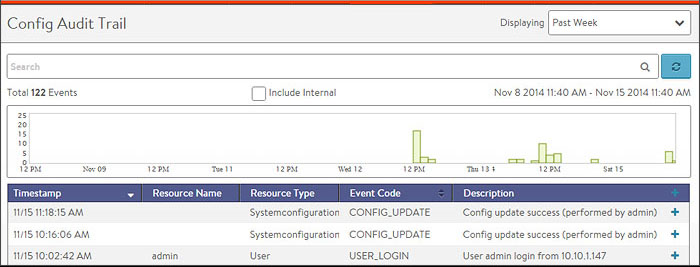 Config Audit Trail
Displaying Past Week
Search
Total 122 Events Include Internal Nov 8 2014 11:40 AM - Nov 15 2014 11:40 AM
25
20
15
10
5
0
12 PM Nov 09 12 PM Tue 11 12 PM Wed 12 12 PM Thu 13 12 PM Sat 15
Timestamp Resource Name Resource Type Event Code Description +
11/15 11:18:15 AM Systemconfiguration CONFIG_UPDATE Config update success (performed by admin) +
11/15 10:16:06 AM Systemconfiguration CONFIG_UPDATE Config update success (performed by admin) +
11/15 10:02:42 AM admin User USER_LOGIN User admin login from 10.10.1.147 +